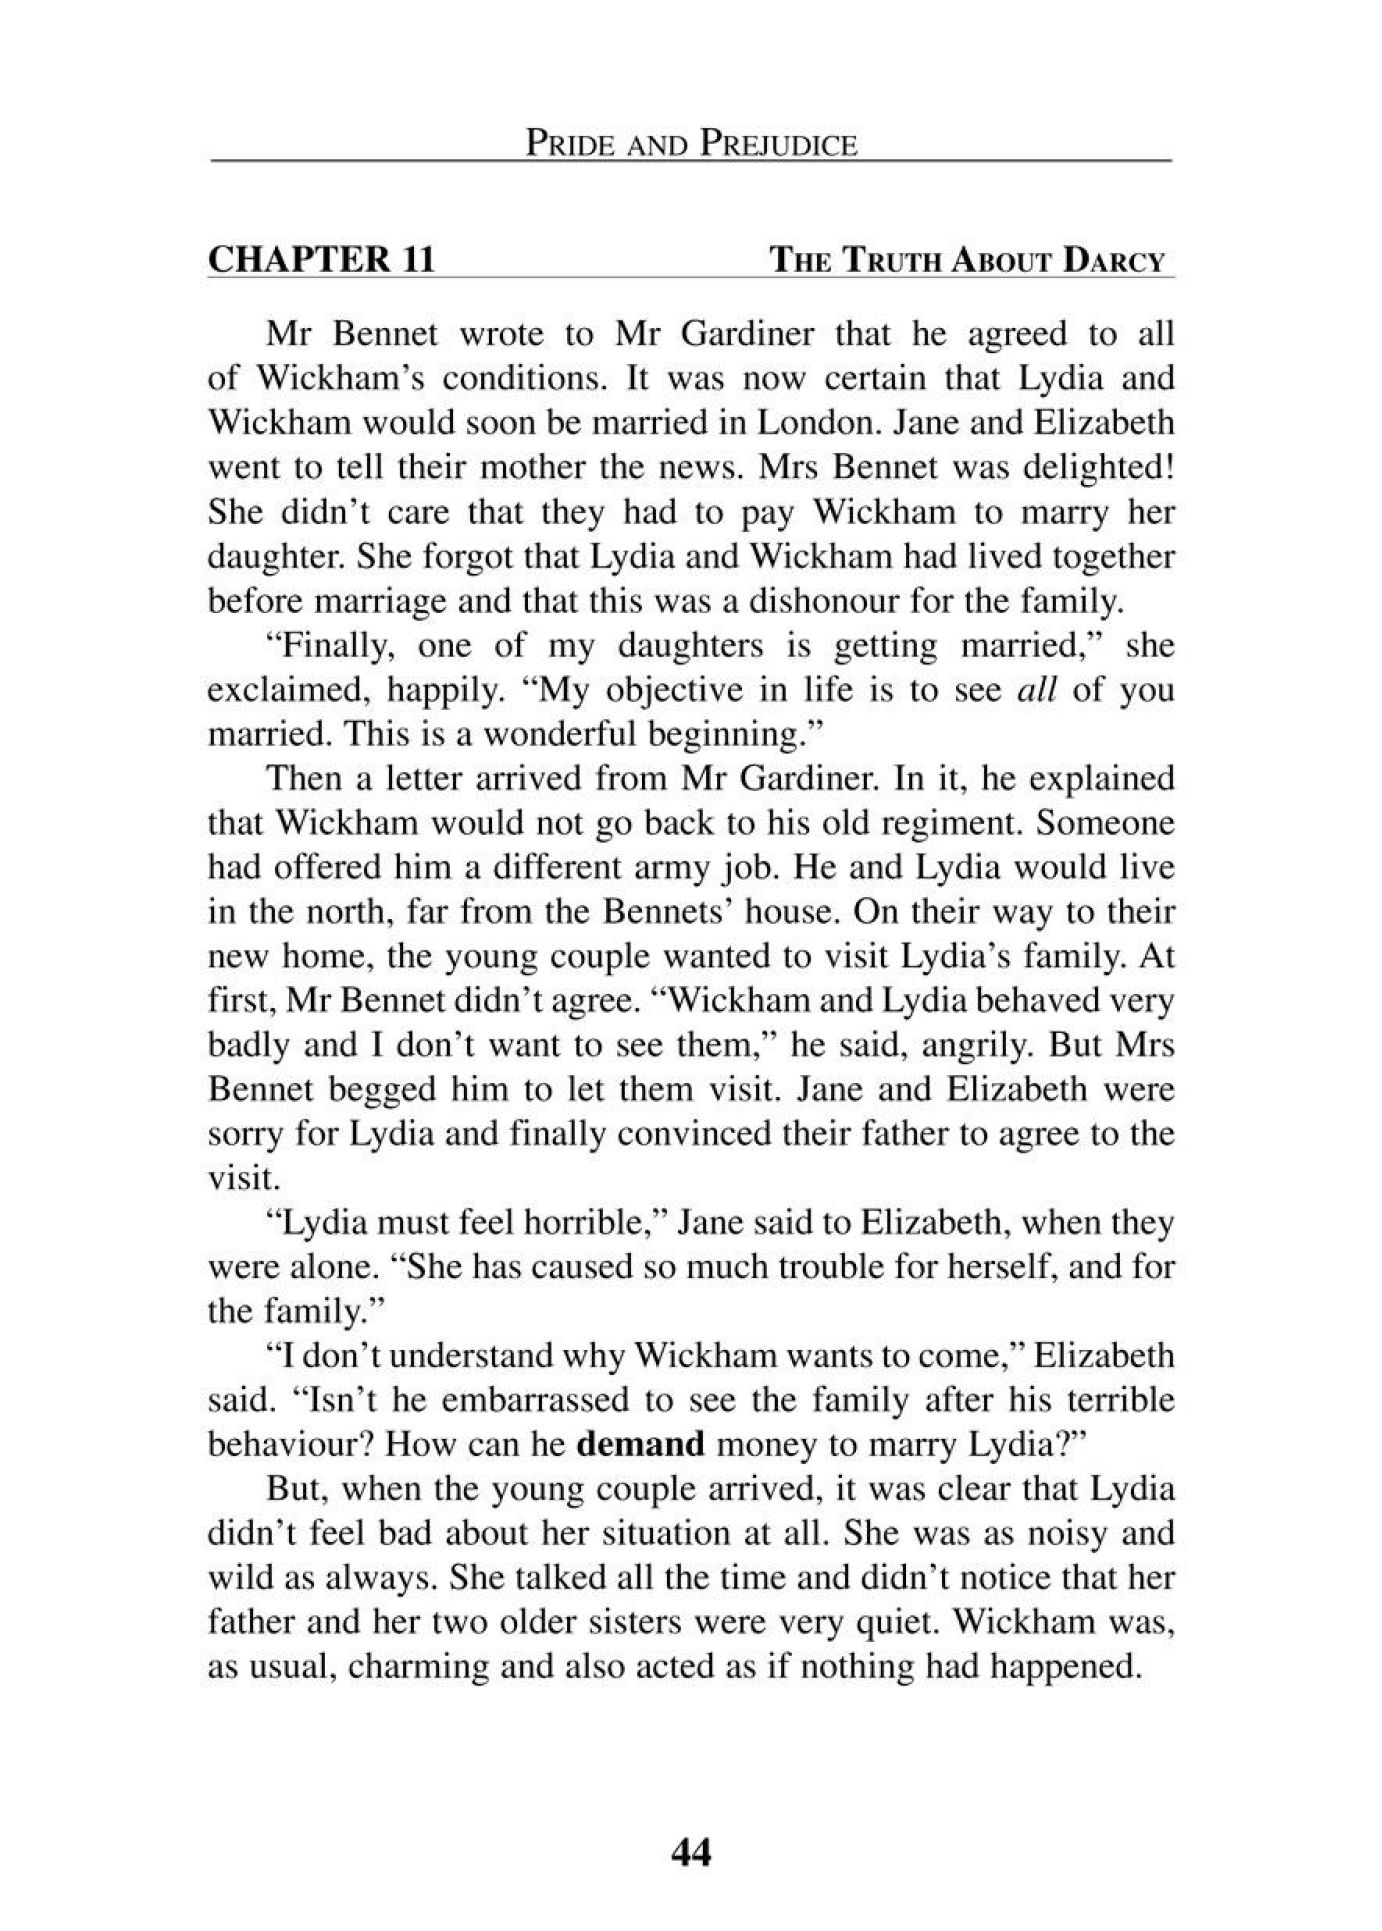 PRIDE AND PREJUDICE
CHAPTER 11 THE TRUTH ABOUT DARCY
Mr Bennet wrote to Mr Gardiner that he agreed to all
of Wickham’s conditions. It was now certain that Lydia and
Wickham would soon be married in London. Jane and Elizabeth
went to tell their mother the news. Mrs Bennet was delighted!
She didn’t care that they had to pay Wickham to marry her
daughter. She forgot that Lydia and Wickham had lived together
before marriage and that this was a dishonour for the family.
“Finally, one of my daughters is getting married,” she
exclaimed, happily. “My objective in life is to see all of you
married. This is a wonderful beginning.”
Then a letter arrived from Mr Gardiner. In it, he explained
that Wickham would not go back to his old regiment. Someone
had offered him a different army job. He and Lydia would live
in the north, far from the Bennets’ house. On their way to their
new home, the young couple wanted to visit Lydia’s family. At
first, Mr Bennet didn’t agree. “Wickham and Lydia behaved very
badly and I don’t want to see them,” he said, angrily. But Mrs
Bennet begged him to let them visit. Jane and Elizabeth were
sorry for Lydia and finally convinced their father to agree to the
visit.
“Lydia must feel horrible,” Jane said to Elizabeth, when they
were alone. “She has caused so much trouble for herself, and for
the family.”
“I don’t understand why Wickham wants to come,” Elizabeth
said. “Isn’t he embarrassed to see the family after his terrible
behaviour? How can he demand money to marry Lydia?”
But, when the young couple arrived, it was clear that Lydia
didn’t feel bad about her situation at all. She was as noisy and
wild as always. She talked all the time and didn’t notice that her
father and her two older sisters were very quiet. Wickham was,
as usual, charming and also acted as if nothing had happened.
44